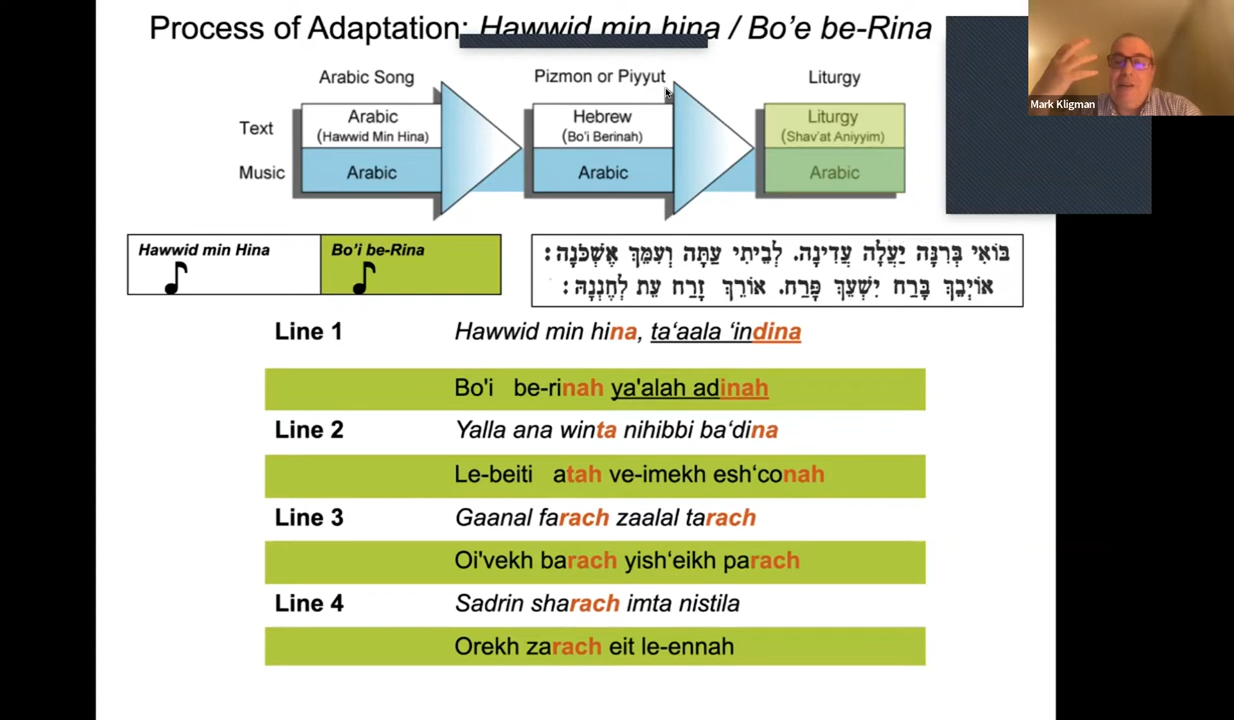 Process of Adaptation: Hawwid min hina / Bo’e be-Rina
Mark Kligman
Arabic Song
Pizmon or Piyyut
Liturgy
Text
Arabic
(Hawwid Min Hina)
Hebrew
(Bo'i Berinah)
Liturgy
(Shav'at Aniyyim)
Music
Arabic
Arabic
Arabic
Hawwid min Hina
Bo'i be-Rina
בּוֹאִי בְּרִנָּה יַעֲלָה עֲדִינָה. לְבֵיתִי עַתָּה וְעִמֵּךְ אֶשְׁכֹּנָה:
אוֹיְבֵךְ בָּרַח יִשְׁעֵךְ פָּרַח. אוֹרֵךְ זָרַח עֵת לְחֶנְנָהּ:
Line 1
Hawwid min hina, ta‘aala ‘indina
Bo'i be-rinah ya'alah adinah
Line 2
Yalla ana winta nihibbi ba‘dina
Le-beiti atah ve-imekh esh‘conah
Line 3
Gaanal farach zaalal tarach
Oi'vekh barach yish‘eikh parach
Line 4
Sadrin sharach imta nistila
Orekh zarach eit le-ennah